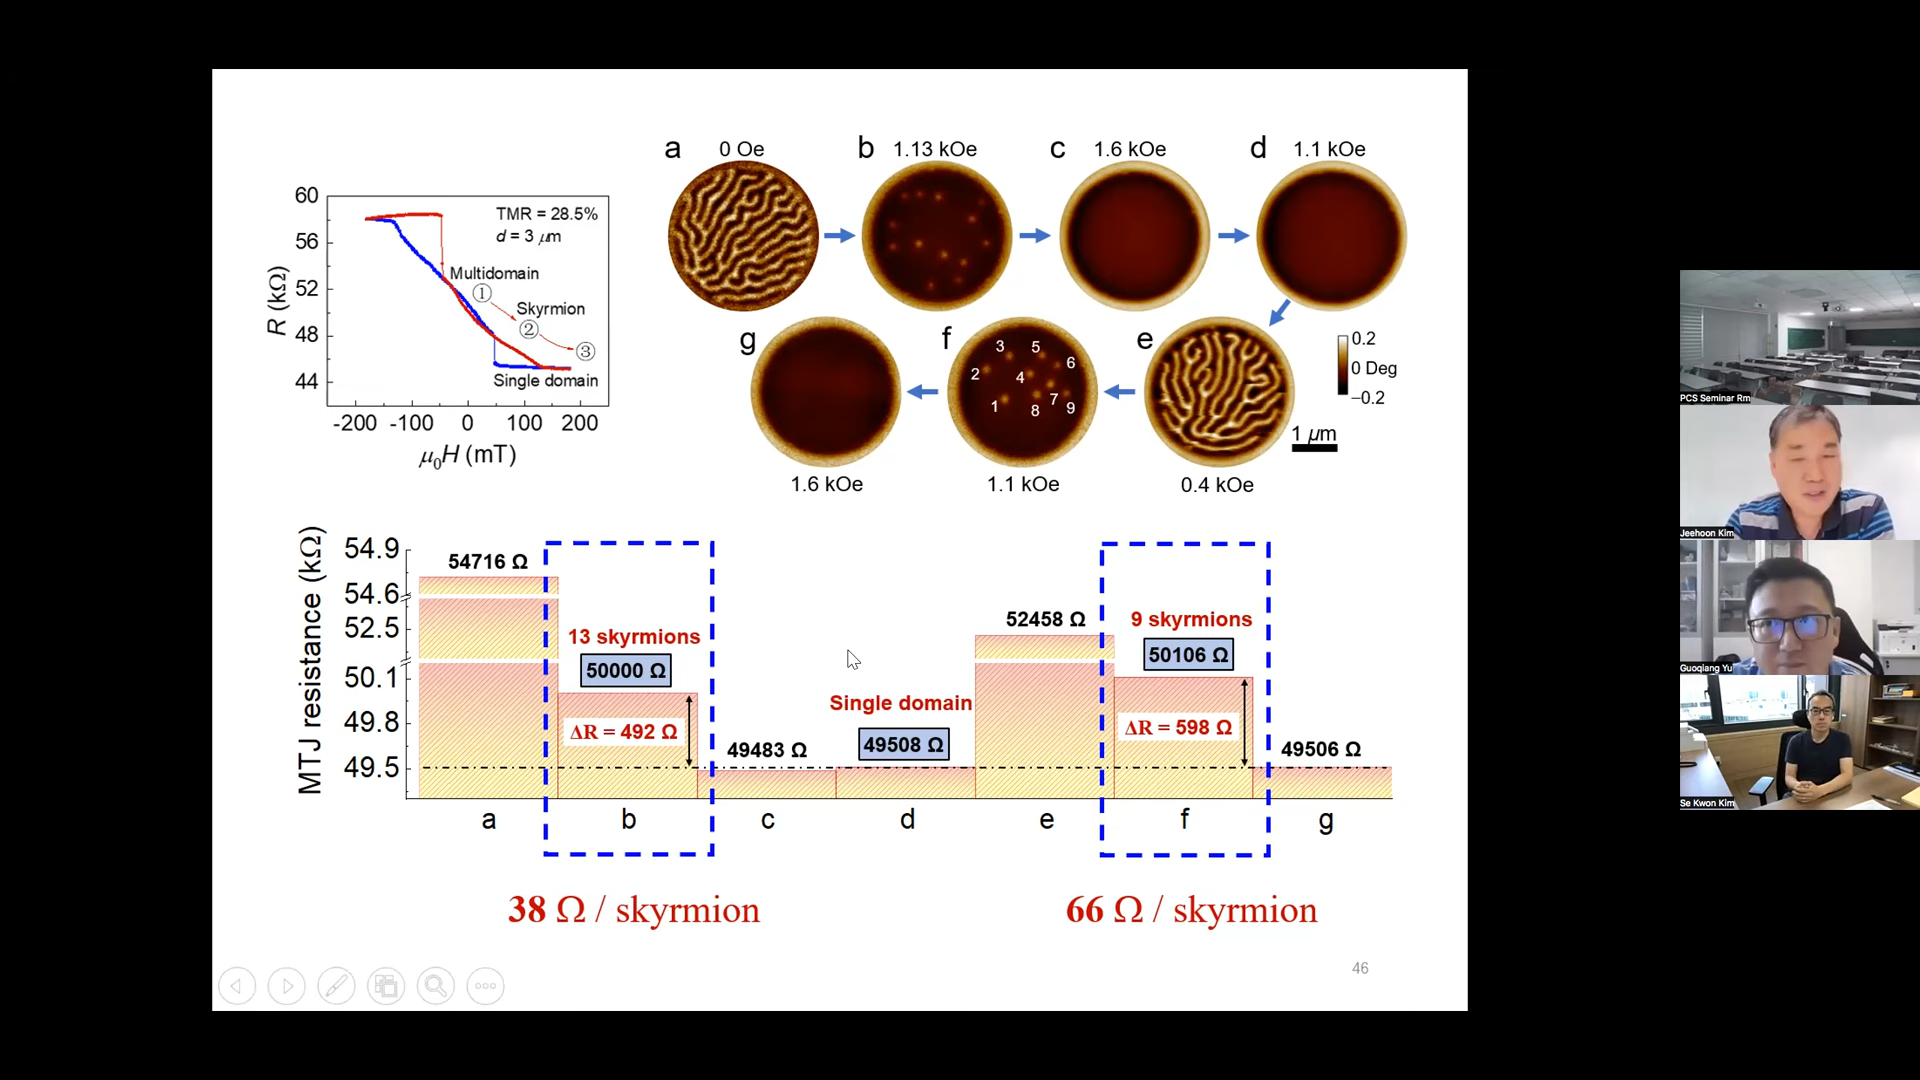 a
0 Oe
b
1.13 kOe
c
1.6 kOe
d
1.1 kOe
60
56
52
48
44
R (kΩ)
TMR = 28.5%
d = 3 μm
Multidomain
①
Skyrmion
②
③
Single domain
-200
-100
0
100
200
μ0H (mT)
g
f
e
3
5
6
2
4
1
7
8
9
0.2
0 Deg
−0.2
1 μm
1.6 kOe
1.1 kOe
0.4 kOe
MTJ resistance (kΩ)
54.9
54.6
52.5
50.1
49.8
49.5
54716 Ω
13 skyrmions
50000 Ω
ΔR = 492 Ω
49483 Ω
Single domain
49508 Ω
52458 Ω
9 skyrmions
50106 Ω
ΔR = 598 Ω
49506 Ω
a
b
c
d
e
f
g
38 Ω / skyrmion
66 Ω / skyrmion
46
PCS Seminar Rm
Jeehoon Kim
Guoqiang Yu
Se Kwon Kim